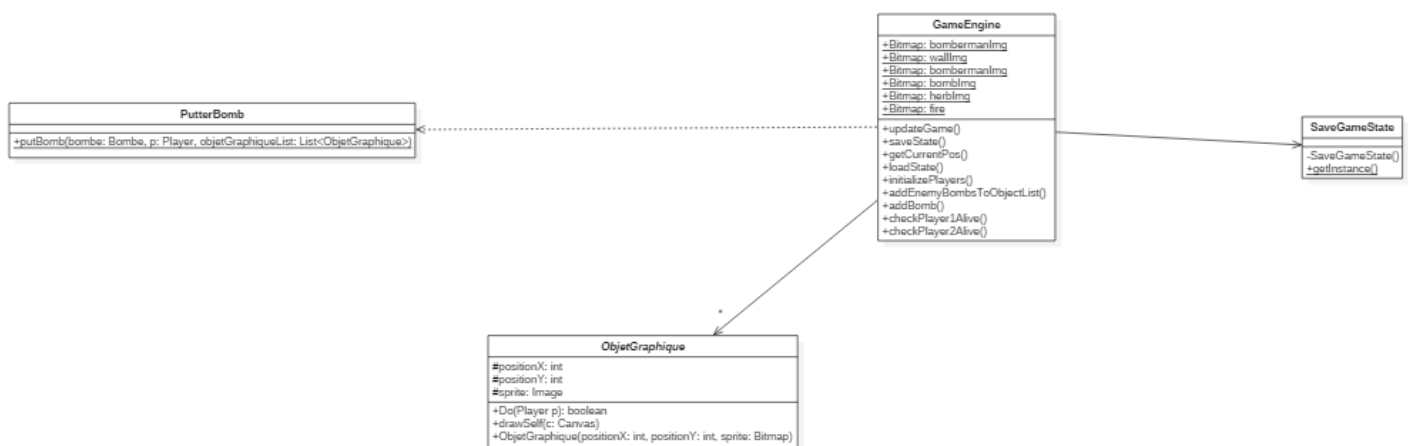 GameEngine
+Bitmap: bombermanImg
+Bitmap: wallImg
+Bitmap: bombermanImg
+Bitmap: bombImg
+Bitmap: herbImg
+Bitmap: fire
+updateGame()
+saveState()
+getCurrentPos()
+loadState()
+initializePlayers()
+addEnemyBombsToObjectList()
+addBomb()
+checkPlayer1Alive()
+checkPlayer2Alive()
PutterBomb
+putBomb(bombe: Bombe, p: Player, objetGraphiqueList: List<ObjetGraphique>)
SaveGameState
-SaveGameState()
+getInstance()
*
ObjetGraphique
#positionX: int
#positionY: int
#sprite: Image
+Do(Player p): boolean
+drawSelf(c: Canvas)
+ObjetGraphique(positionX: int, positionY: int, sprite: Bitmap)